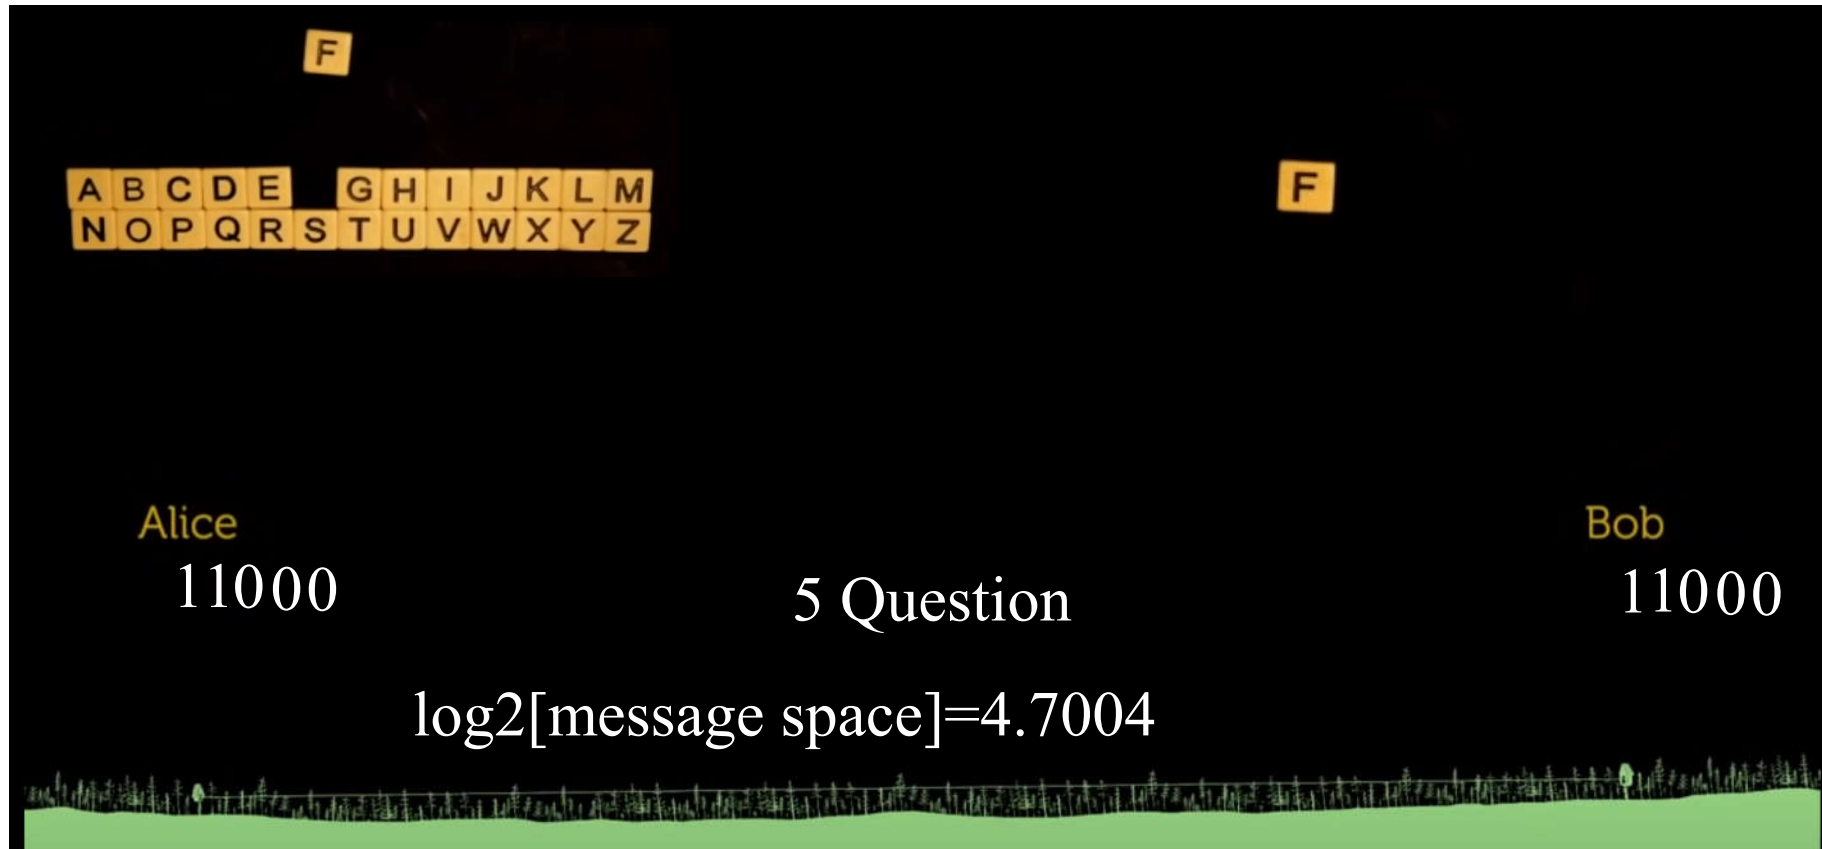 F
A B C D E G H I J K L M
N O P Q R S T U V W X Y Z
F
Alice
11000
5 Question
Bob
11000
log2[message space]=4.7004